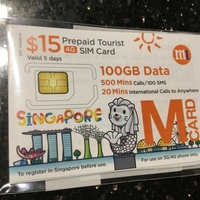 $15 Prepaid Tourist
4G SIM Card
Valid 5 days
m1
100GB Data
500 Mins Calls/100 SMS
20 Mins International Calls to Anywhere
SINGAPORE
M CARD
To register in Singapore before use.
For use on 3G/4G phone only